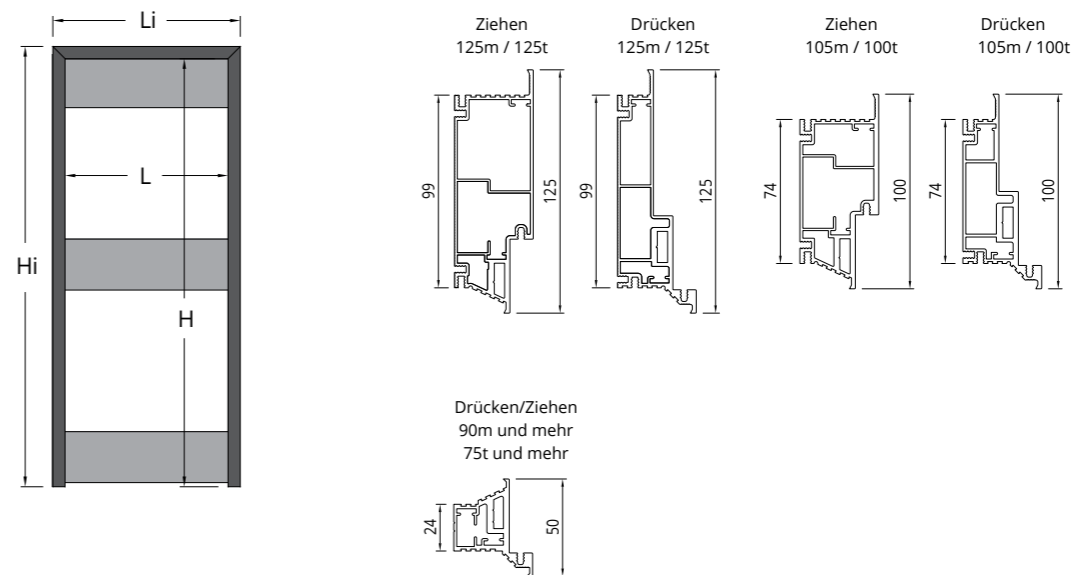 Li
L
Hi
H
Ziehen
125m / 125t
99
125
Drücken
125m / 125t
99
125
Ziehen
105m / 100t
74
100
Drücken
105m / 100t
74
100
Drücken/Ziehen
90m und mehr
75t und mehr
24
50